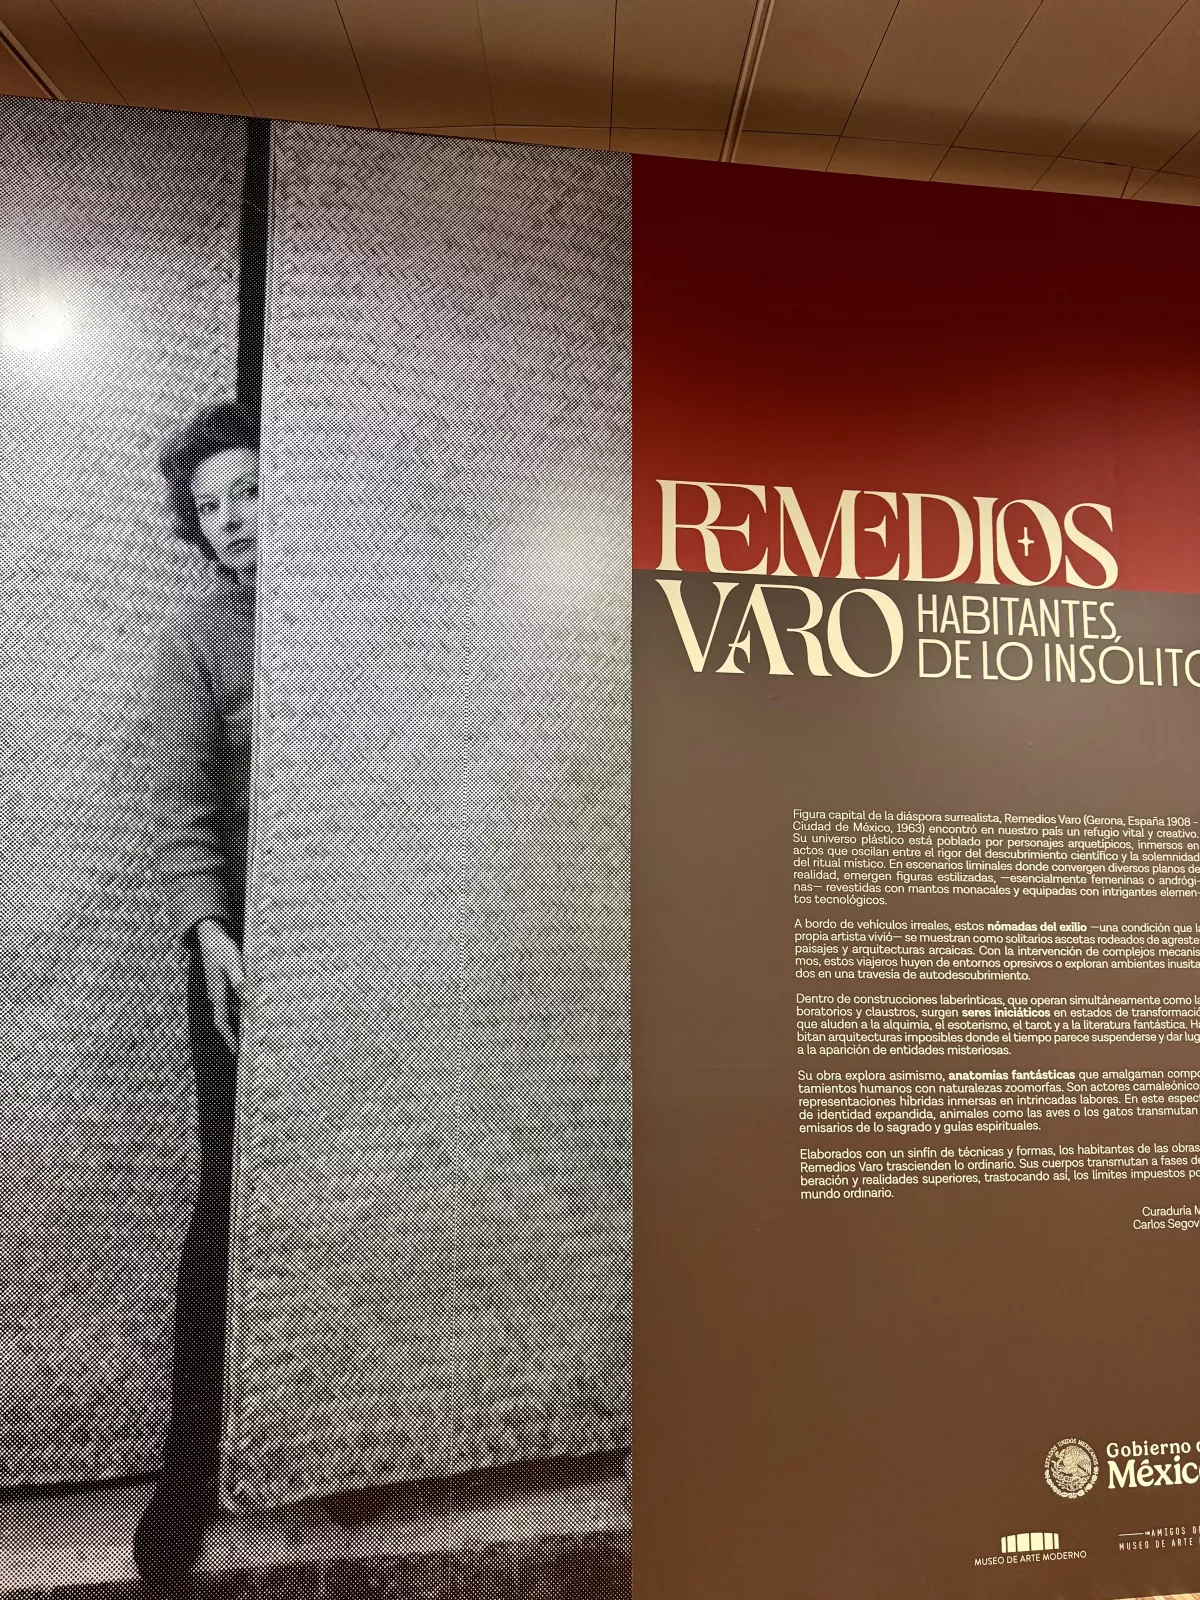 REMEDIOS
VARO
HABITANTES
DE LO INSÓLITO
Figura capital de la diáspora surrealista, Remedios Varo (Gerona, España 1908 -
Ciudad de México, 1963) encontró en nuestro país un refugio vital y creativo.
Su universo plástico está poblado por personajes arquetípicos, inmersos en
actos que oscilan entre el rigor del descubrimiento científico y la solemnidad
del ritual místico. En escenarios liminales donde convergen diversos planos de
realidad, emergen figuras estilizadas, —esencialmente femeninas o andrógi-
nas— revestidas con mantos monacales y equipadas con intrigantes elemen-
tos tecnológicos.
A bordo de vehículos irreales, estos nómadas del exilio —una condición que la
propia artista vivió— se muestran como solitarios ascetas rodeados de agreste
paisajes y arquitecturas arcaicas. Con la intervención de complejos mecanis-
mos, estos viajeros huyen de entornos opresivos o exploran ambientes inusita
dos en una travesía de autodescubrimiento.
Dentro de construcciones laberínticas, que operan simultáneamente como la
boratorios y claustros, surgen seres iniciáticos en estados de transformació
que aluden a la alquimia, el esoterismo, el tarot y a la literatura fantástica. Ha
bitan arquitecturas imposibles donde el tiempo parece suspenderse y dar lug
a la aparición de entidades misteriosas.
Su obra explora asimismo, anatomías fantásticas que amalgaman compo
tamientos humanos con naturalezas zoomorfas. Son actores camaleónicos
representaciones híbridas inmersas en intrincadas labores. En este espect
de identidad expandida, animales como las aves o los gatos transmutan
emisarios de lo sagrado y guías espirituales.
Elaborados con un sinfín de técnicas y formas, los habitantes de las obras
Remedios Varo trascienden lo ordinario. Sus cuerpos transmutan a fases de
beración y realidades superiores, trastocando así, los límites impuestos po
mundo ordinario.
Curaduría M
Carlos Segov
Gobierno
México
ESTADOS UNIDOS MEXICANOS
MUSEO DE ARTE MODERNO
AMIGOS DE
MUSEO DE ARTE